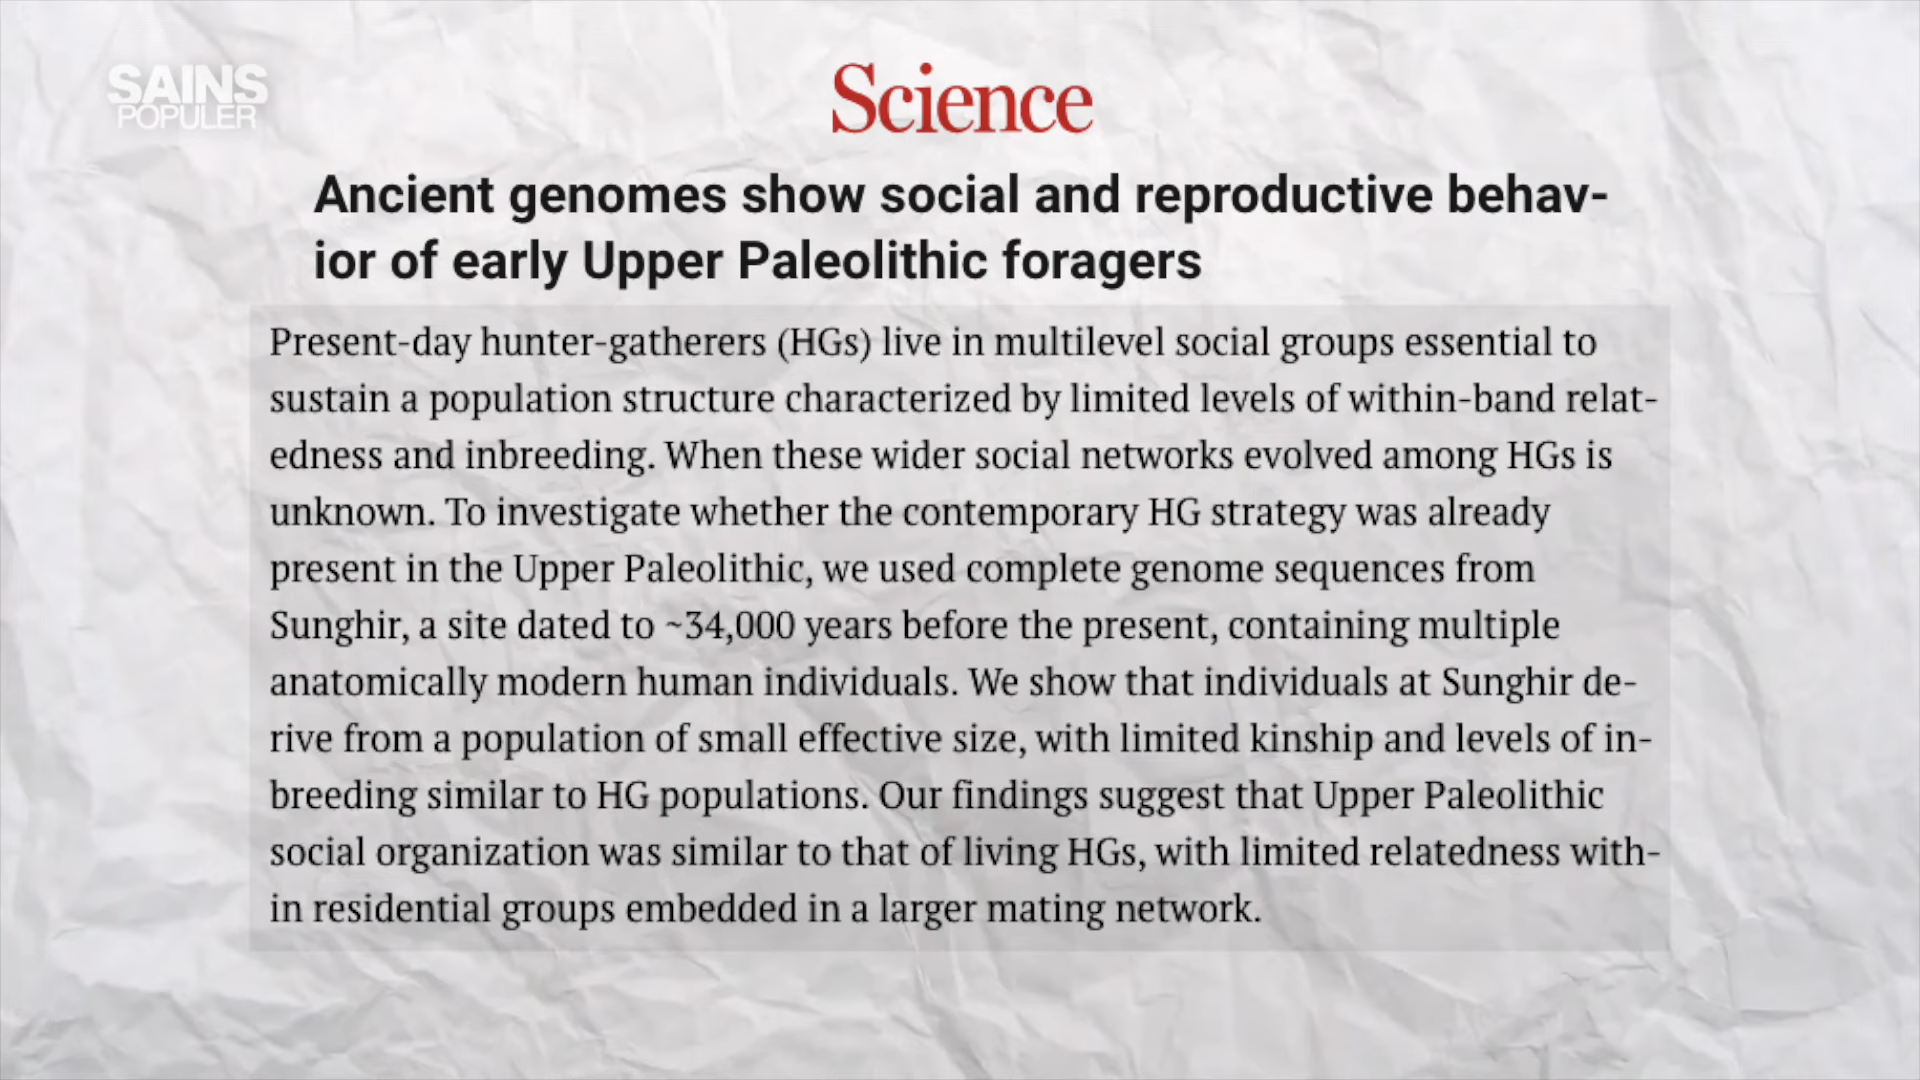 SAINS
POPULER
Science
Ancient genomes show social and reproductive behav-
ior of early Upper Paleolithic foragers
Present-day hunter-gatherers (HGs) live in multilevel social groups essential to
sustain a population structure characterized by limited levels of within-band relat-
edness and inbreeding. When these wider social networks evolved among HGs is
unknown. To investigate whether the contemporary HG strategy was already
present in the Upper Paleolithic, we used complete genome sequences from
Sunghir, a site dated to ~34,000 years before the present, containing multiple
anatomically modern human individuals. We show that individuals at Sunghir de-
rive from a population of small effective size, with limited kinship and levels of in-
breeding similar to HG populations. Our findings suggest that Upper Paleolithic
social organization was similar to that of living HGs, with limited relatedness with-
in residential groups embedded in a larger mating network.